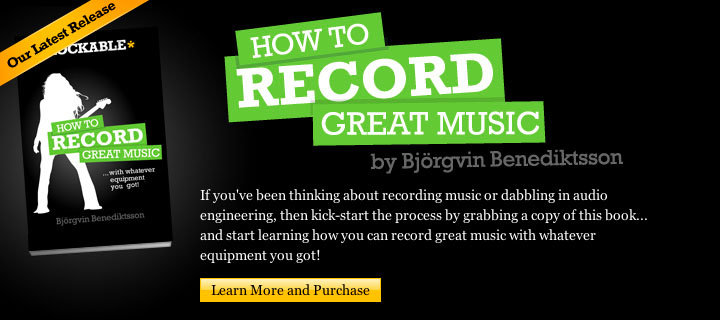 Our Latest Release
HOW TO
RECORD
GREAT MUSIC
...with whatever
equipment
you got!
Björgvin Benediktsson
HOW TO
RECORD
GREAT MUSIC
by Björgvin Benediktsson
If you've been thinking about recording music or dabbling in audio
engineering, then kick-start the process by grabbing a copy of this book...
and start learning how you can record great music with whatever
equipment you got!
Learn More and Purchase